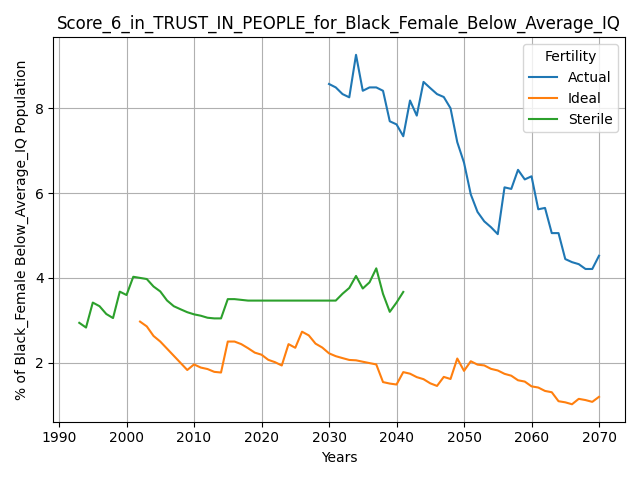 Score_6_in_TRUST_IN_PEOPLE_for_Black_Female_Below_Average_IQ
% of Black_Female Below_Average_IQ Population
8
6
4
2
Fertility
Actual
Ideal
Sterile
1990 2000 2010 2020 2030 2040 2050 2060 2070
Years